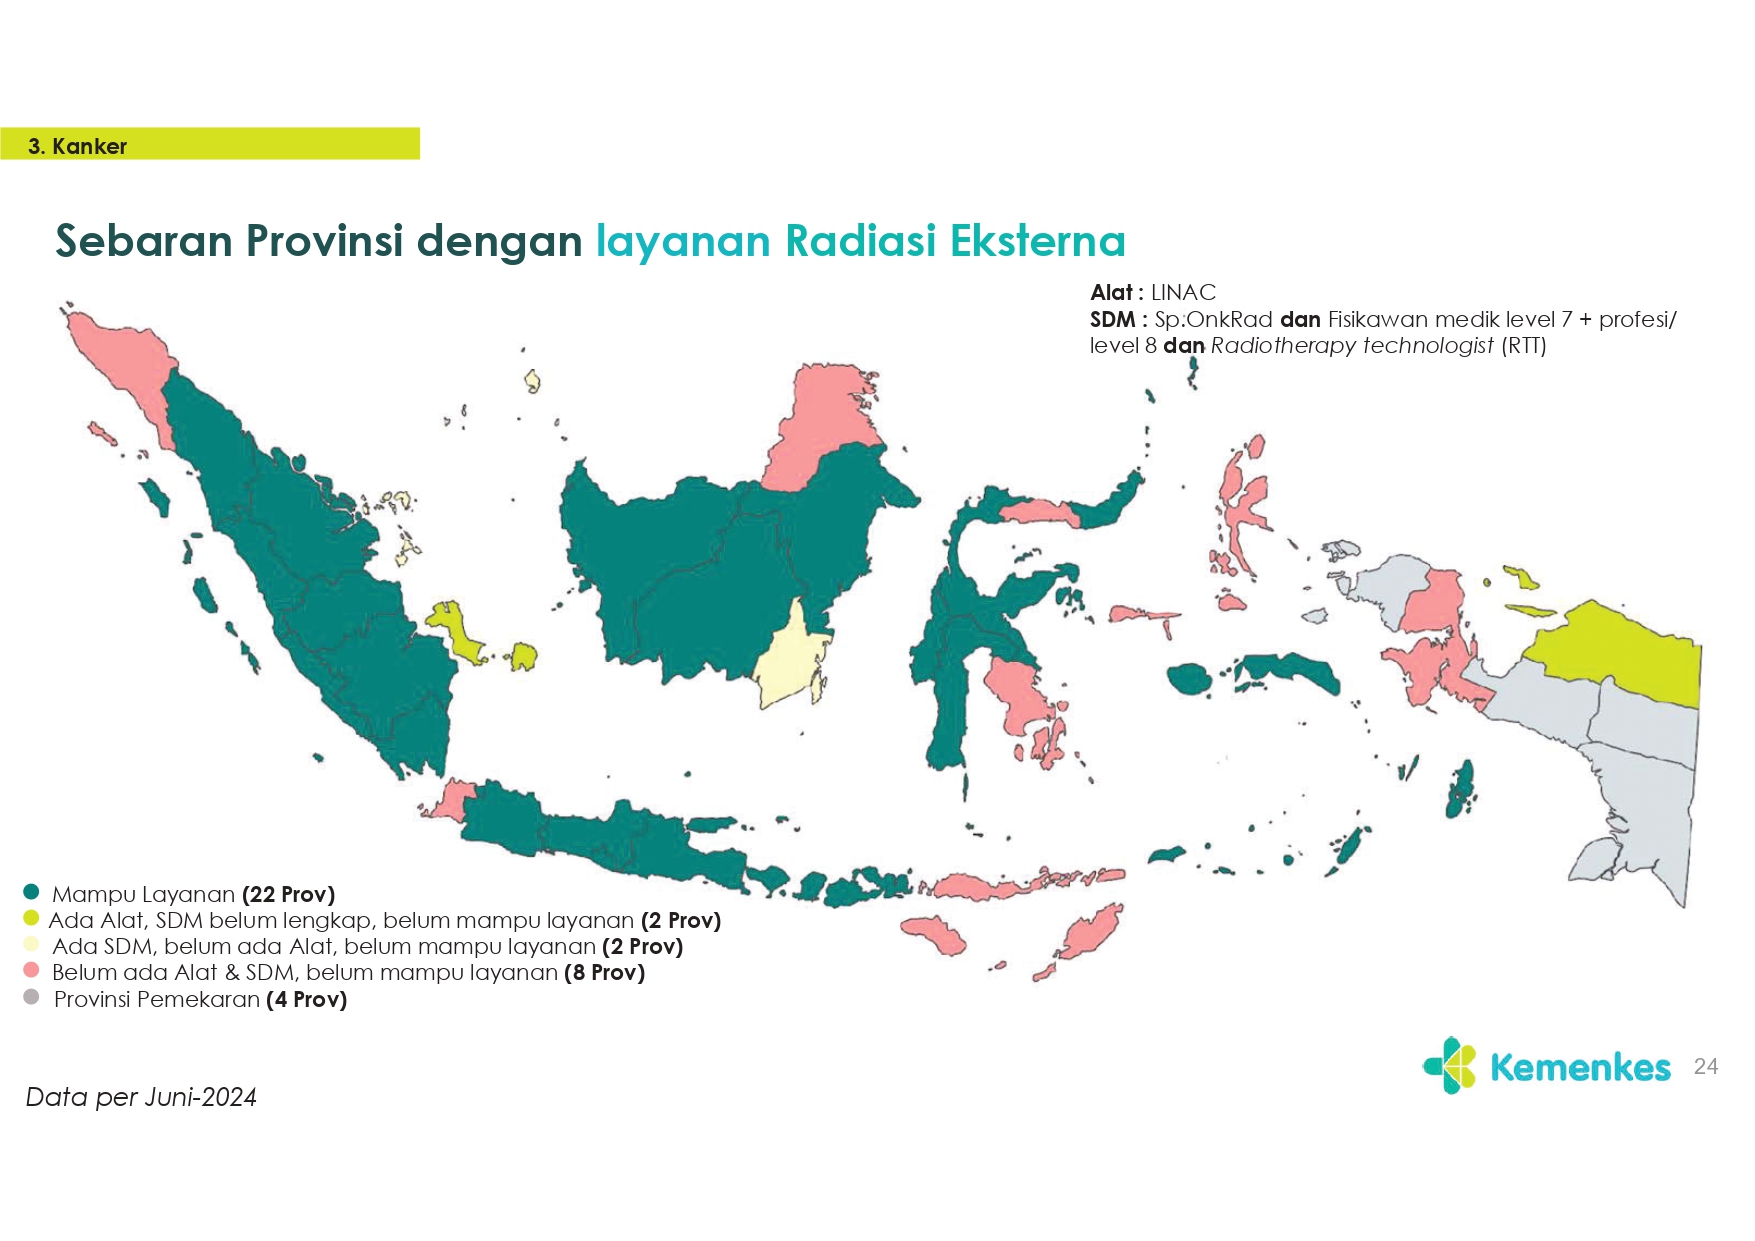 3. Kanker
Sebaran Provinsi dengan layanan Radiasi Eksterna
Alat : LINAC
SDM : Sp.OnkRad dan Fisikawan medik level 7 + profesi/
level 8 dan Radiotherapy technologist (RTT)
Mampu Layanan (22 Prov)
Ada Alat, SDM belum lengkap, belum mampu layanan (2 Prov)
Ada SDM, belum ada Alat, belum mampu layanan (2 Prov)
Belum ada Alat & SDM, belum mampu layanan (8 Prov)
Provinsi Pemekaran (4 Prov)
Kemenkes
24
Data per Juni-2024